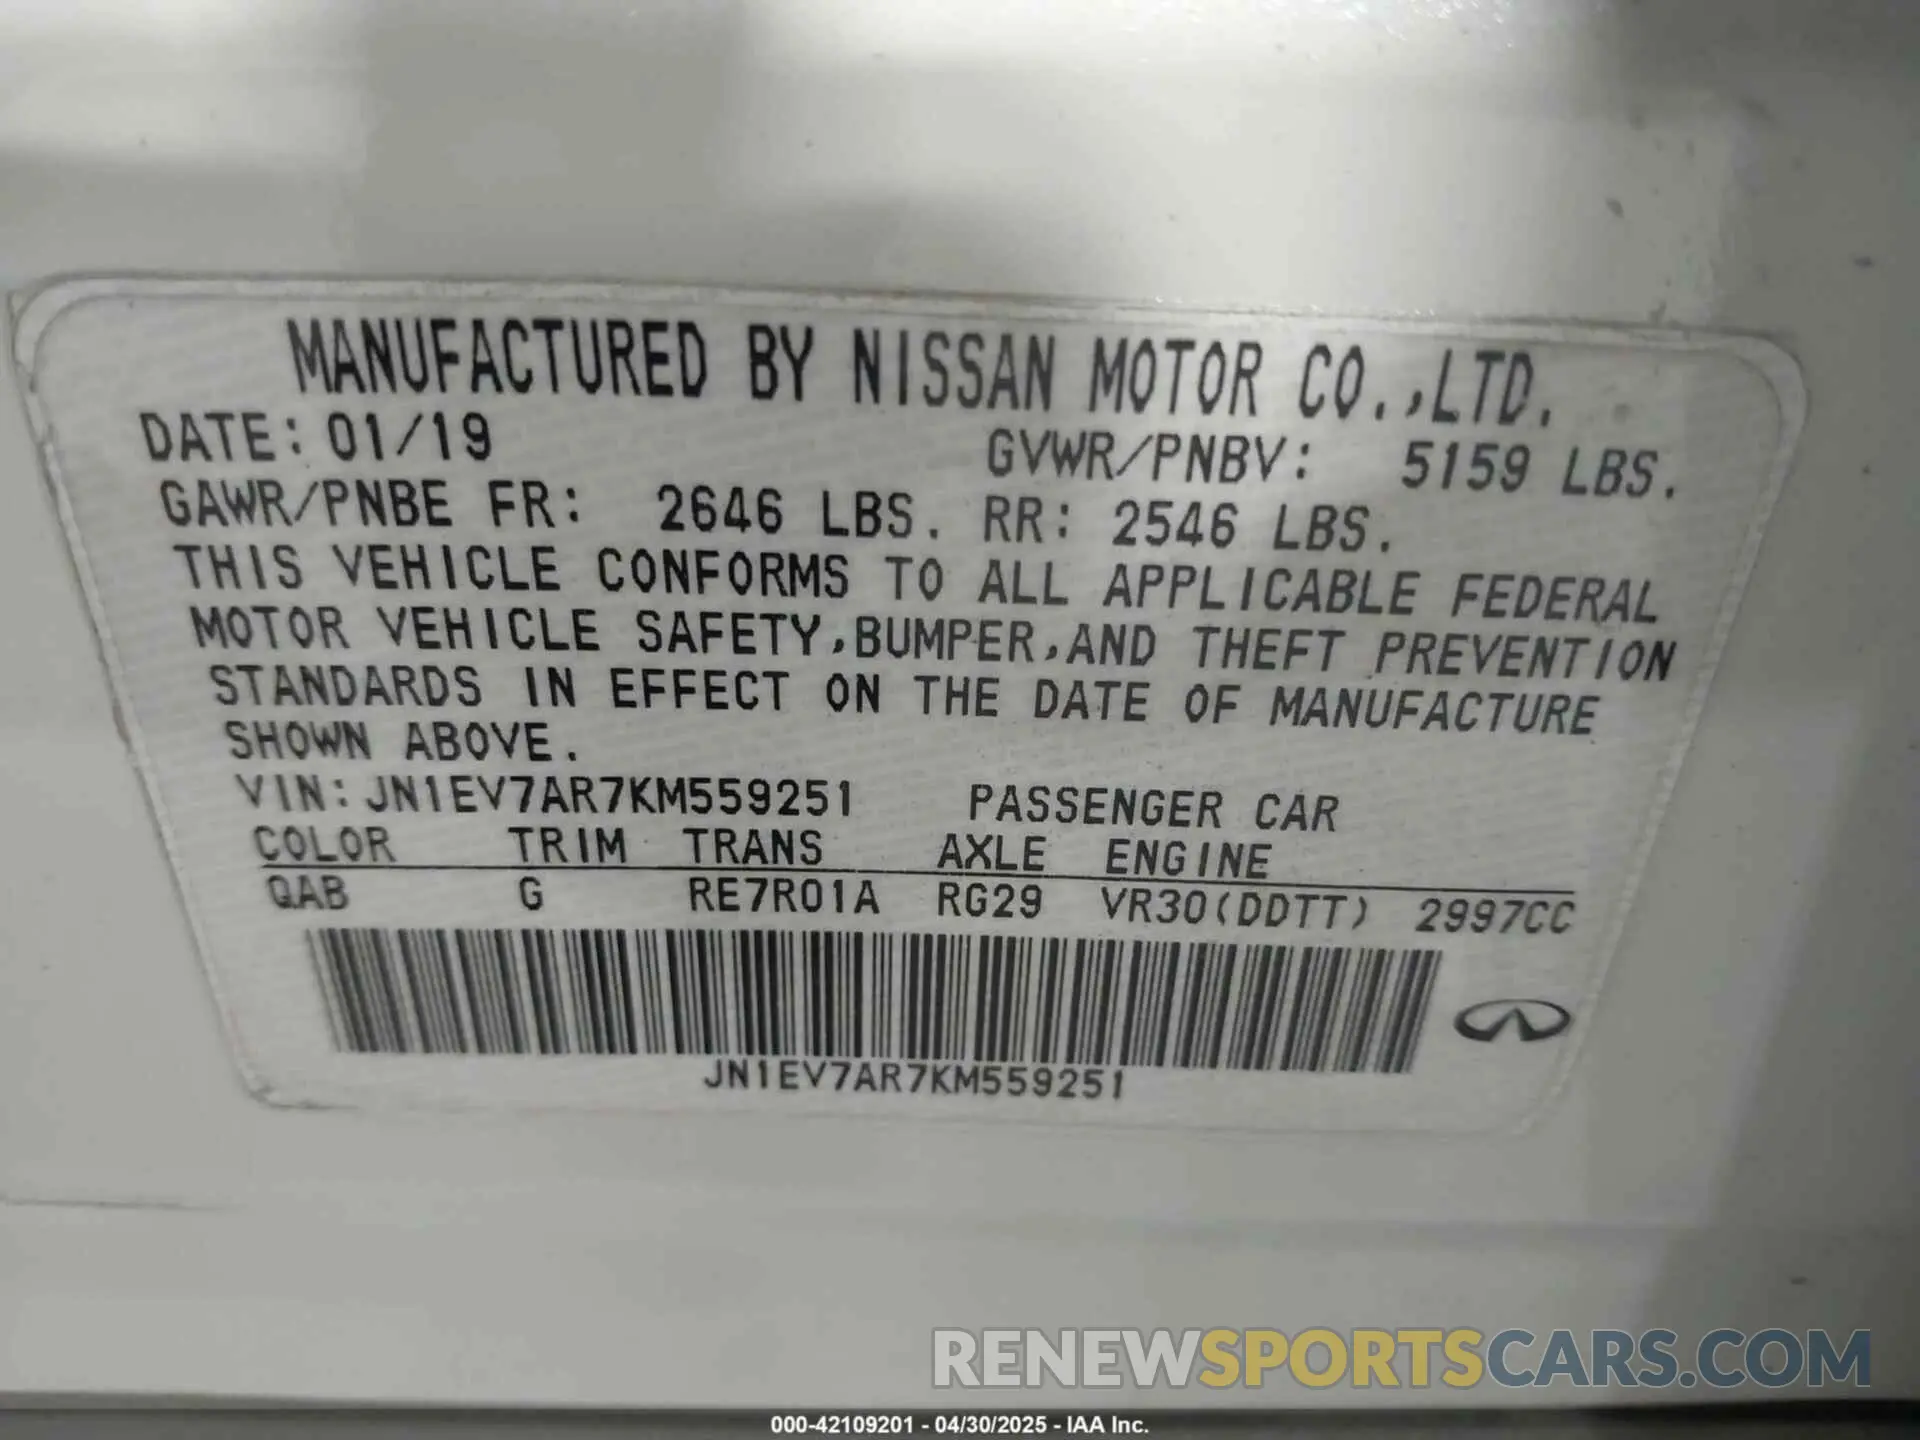 MANUFACTURED BY NISSAN MOTOR CO.,LTD.
DATE: 01/19 GVWR/PNBV: 5159 LBS.
GAWR/PNBE FR: 2646 LBS. RR: 2546 LBS.
THIS VEHICLE CONFORMS TO ALL APPLICABLE FEDERAL
MOTOR VEHICLE SAFETY,BUMPER,AND THEFT PREVENTION
STANDARDS IN EFFECT ON THE DATE OF MANUFACTURE
SHOWN ABOVE.
VIN: JN1EV7AR7KM559251 PASSENGER CAR
COLOR TRIM TRANS AXLE ENGINE
QAB G RE7R01A RG29 VR30(DDTT) 2997CC
JN1EV7AR7KM559251
RENEWSPORTSCARS.COM
000-42109201 - 04/30/2025 - IAA Inc.